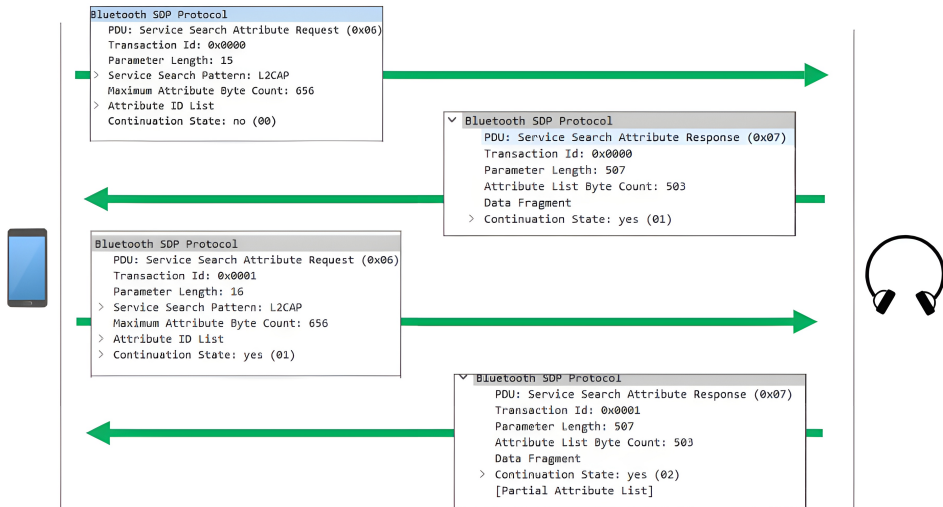 Bluetooth SDP Protocol
PDU: Service Search Attribute Request (0x06)
Transaction Id: 0x0000
Parameter Length: 15
> Service Search Pattern: L2CAP
Maximum Attribute Byte Count: 656
> Attribute ID List
Continuation State: no (00)
Bluetooth SDP Protocol
PDU: Service Search Attribute Response (0x07)
Transaction Id: 0x0000
Parameter Length: 507
Attribute List Byte Count: 503
Data Fragment
> Continuation State: yes (01)
Bluetooth SDP Protocol
PDU: Service Search Attribute Request (0x06)
Transaction Id: 0x0001
Parameter Length: 16
> Service Search Pattern: L2CAP
Maximum Attribute Byte Count: 656
> Attribute ID List
> Continuation State: yes (01)
Bluetooth SDP Protocol
PDU: Service Search Attribute Response (0x07)
Transaction Id: 0x0001
Parameter Length: 507
Attribute List Byte Count: 503
Data Fragment
> Continuation State: yes (02)
[Partial Attribute List]